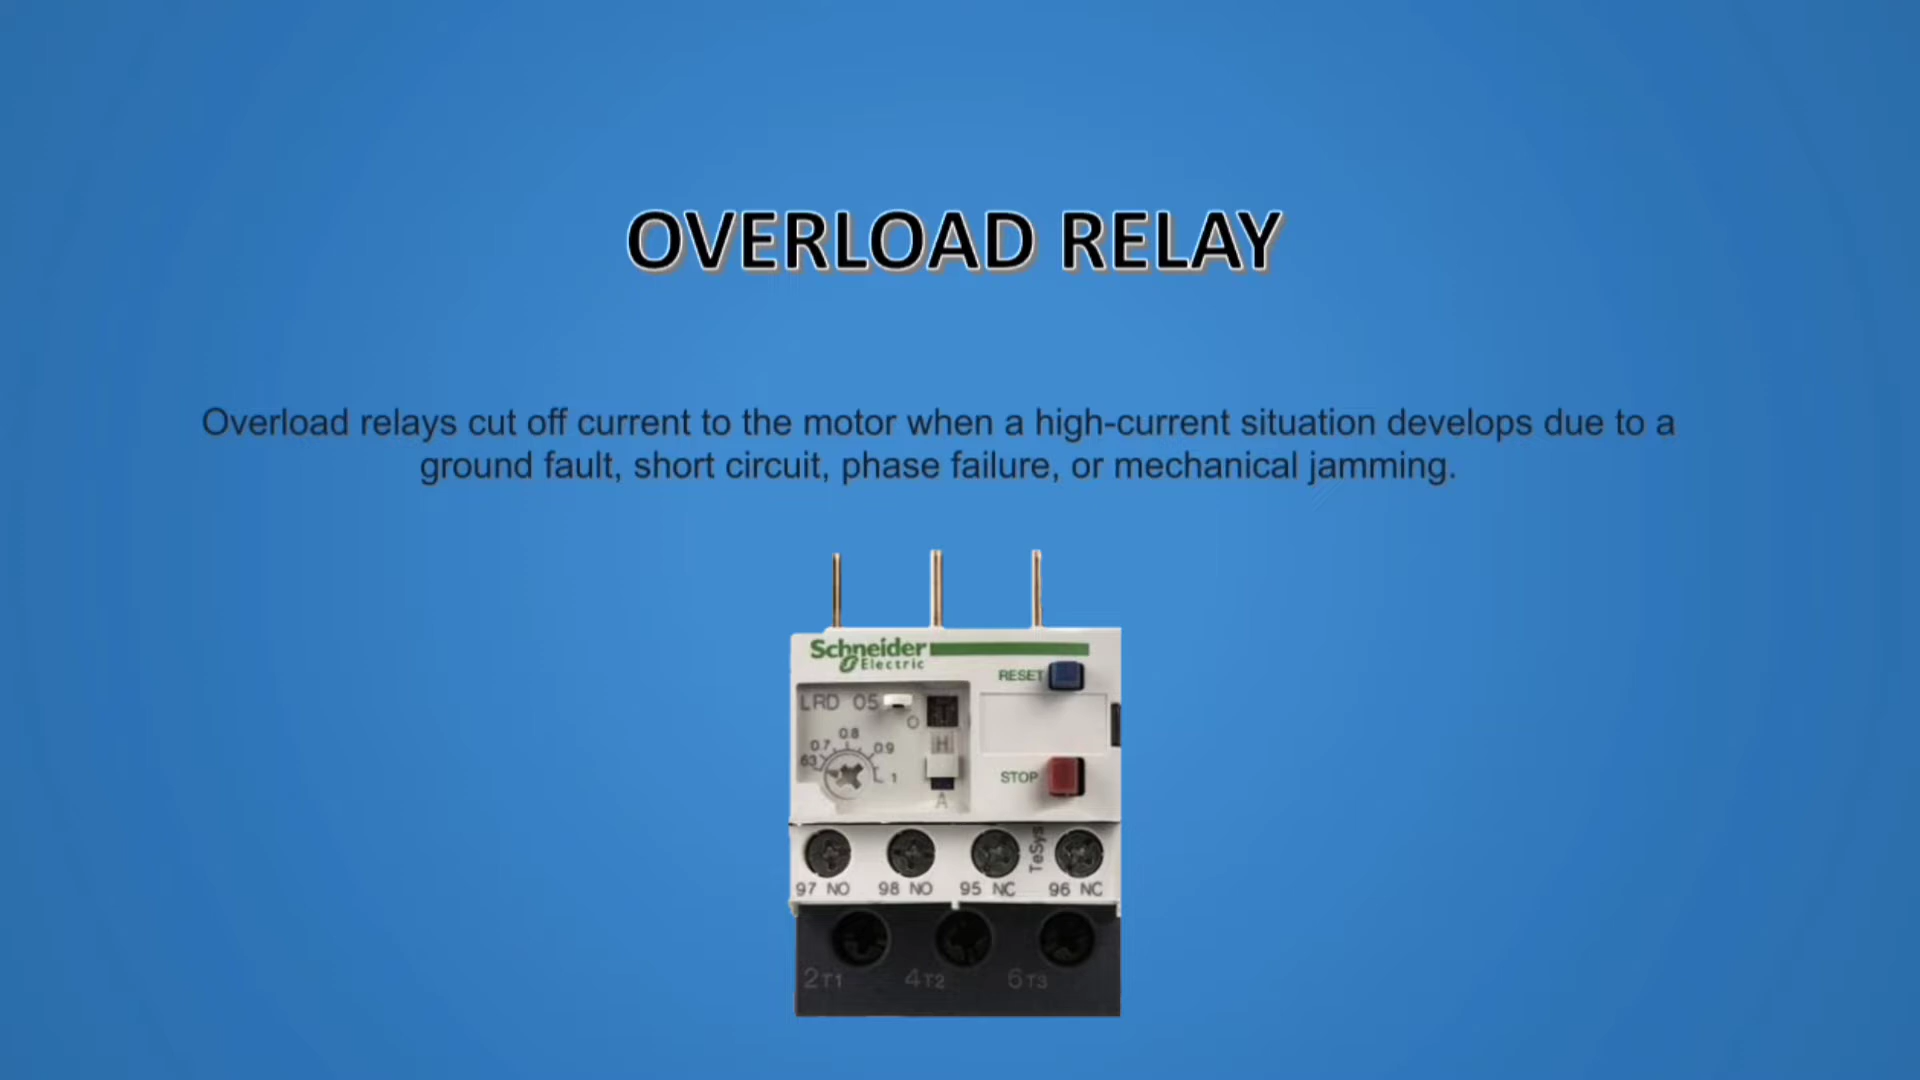 OVERLOAD RELAY
Overload relays cut off current to the motor when a high-current situation develops due to a
ground fault, short circuit, phase failure, or mechanical jamming.
Schneider
Electric
RESET
LRD 05
O
T
0.8
0.7
0.9
H
63
1
STOP
A
TeSys
97 NO 98 NO 95 NC 96 NC
2T1 4T2 6T3